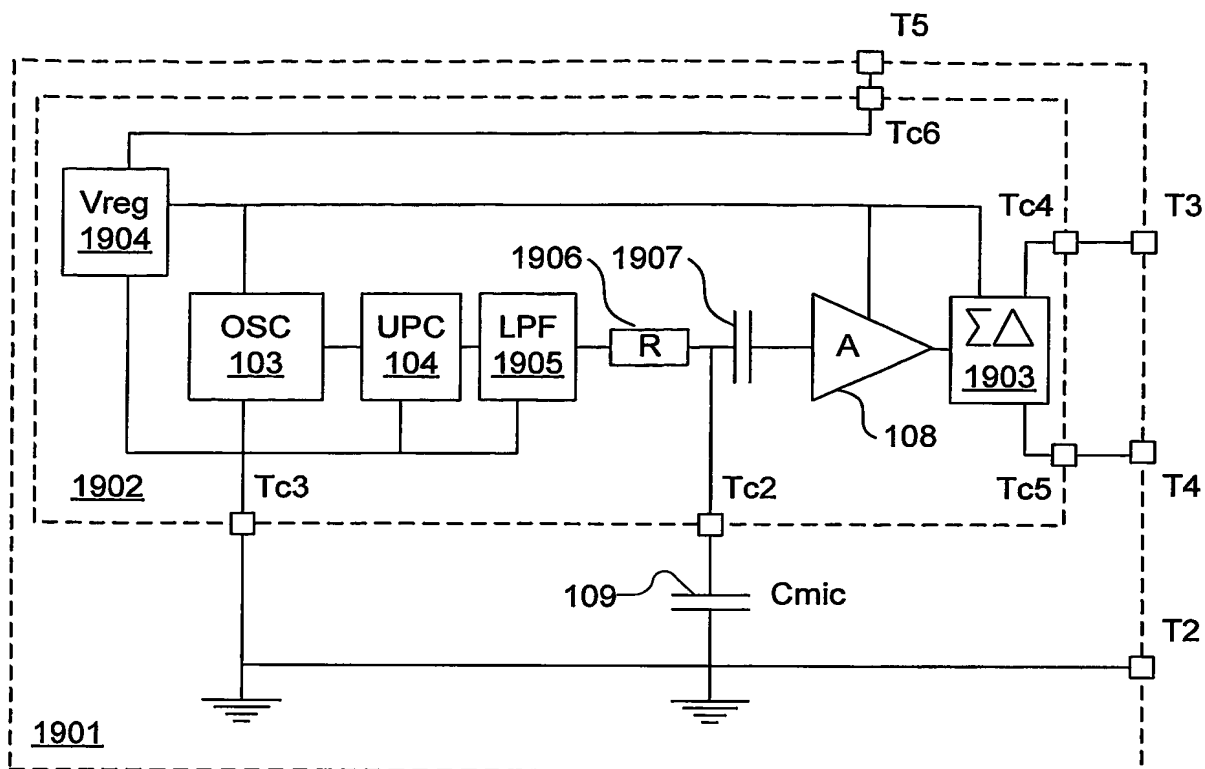 T5
Tc6
Vreg
1904
Tc4
T3
1906
1907
OSC
103
UPC
104
LPF
1905
R
A
ΣΔ
1903
108
1902
Tc3
Tc2
Tc5
T4
109
Cmic
T2
1901